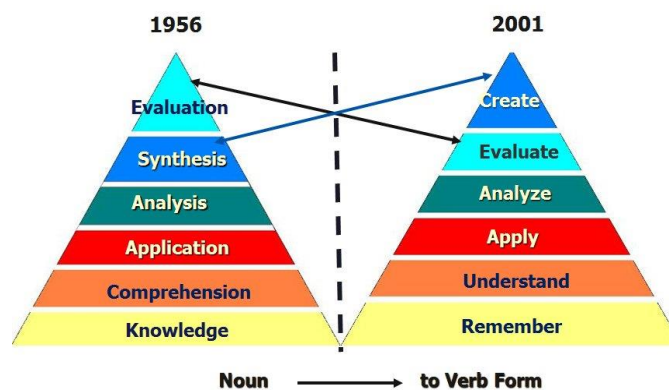 1956
2001
Evaluation
Synthesis
Analysis
Application
Comprehension
Knowledge
Create
Evaluate
Analyze
Apply
Understand
Remember
Noun to Verb Form